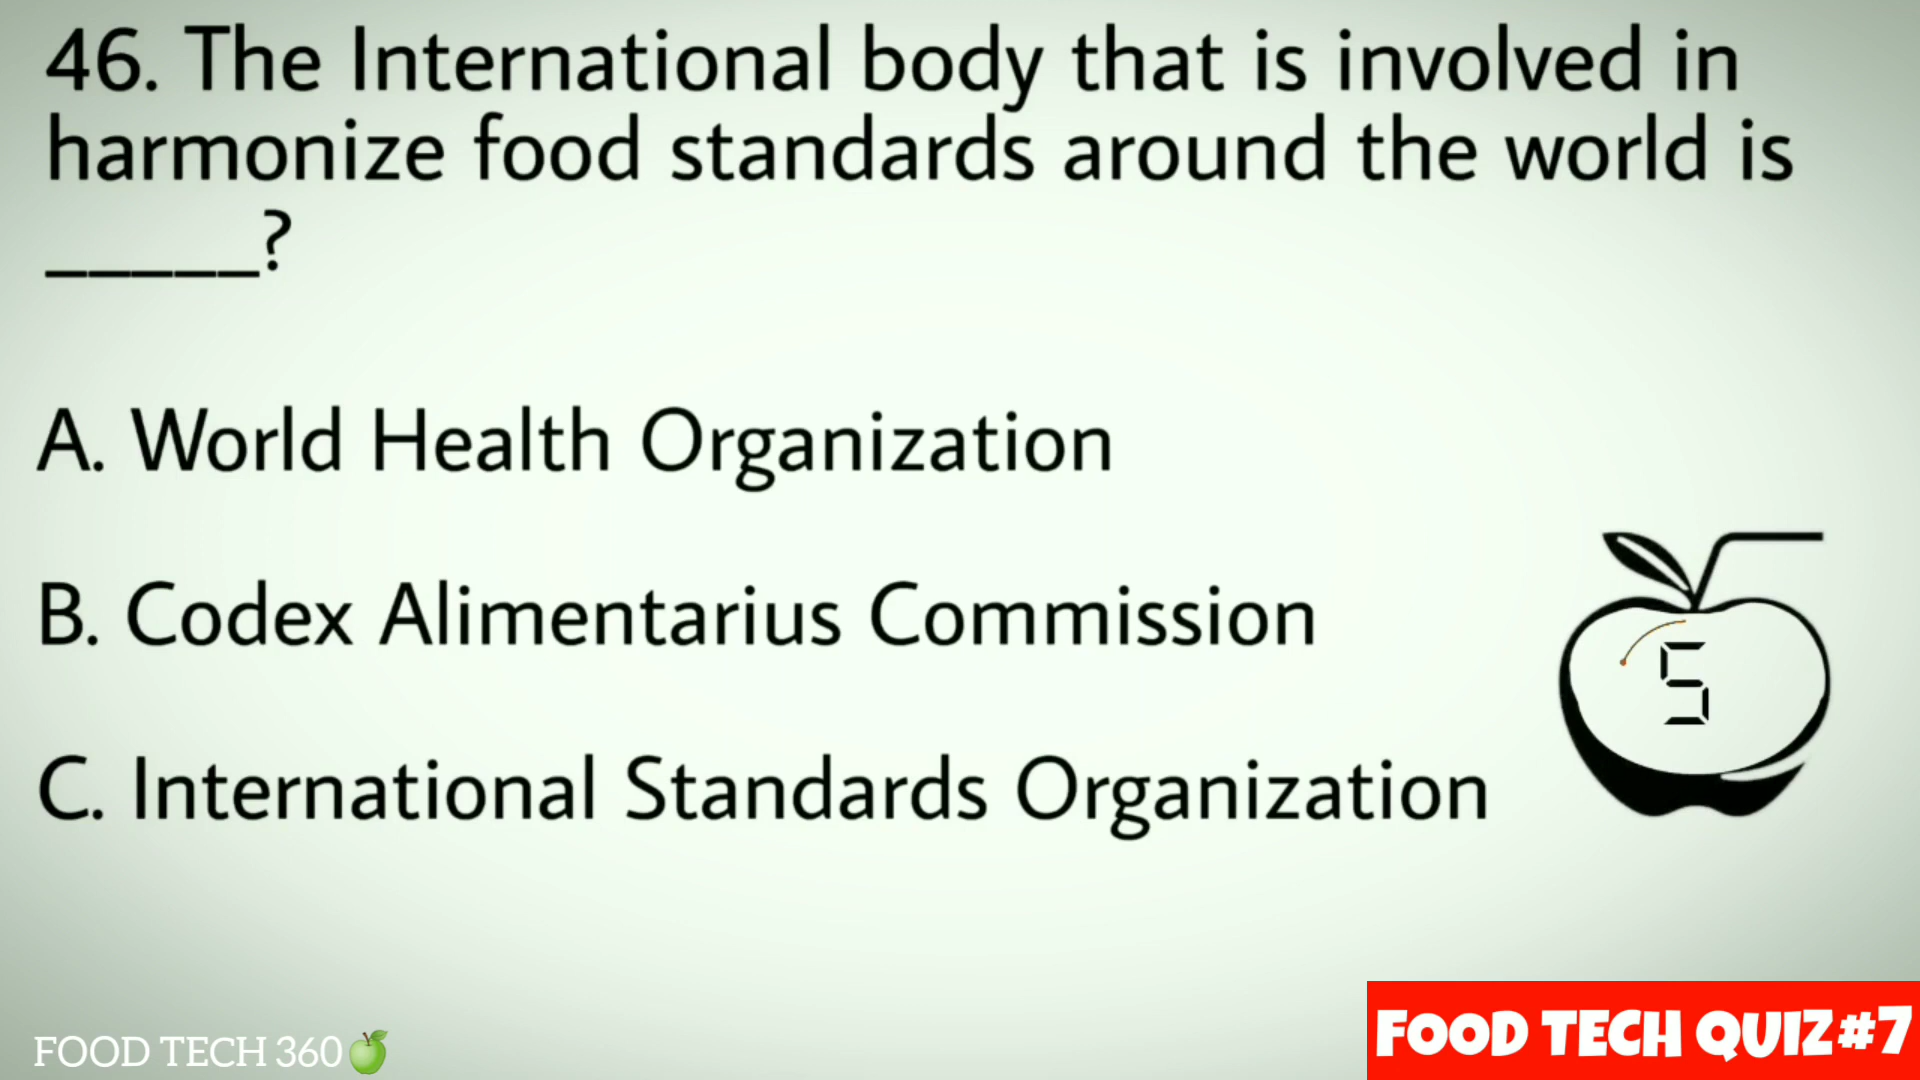 46. The International body that is involved in
harmonize food standards around the world is
_____?
A. World Health Organization
B. Codex Alimentarius Commission
5
C. International Standards Organization
FOOD TECH 360
FOOD TECH QUIZ#7